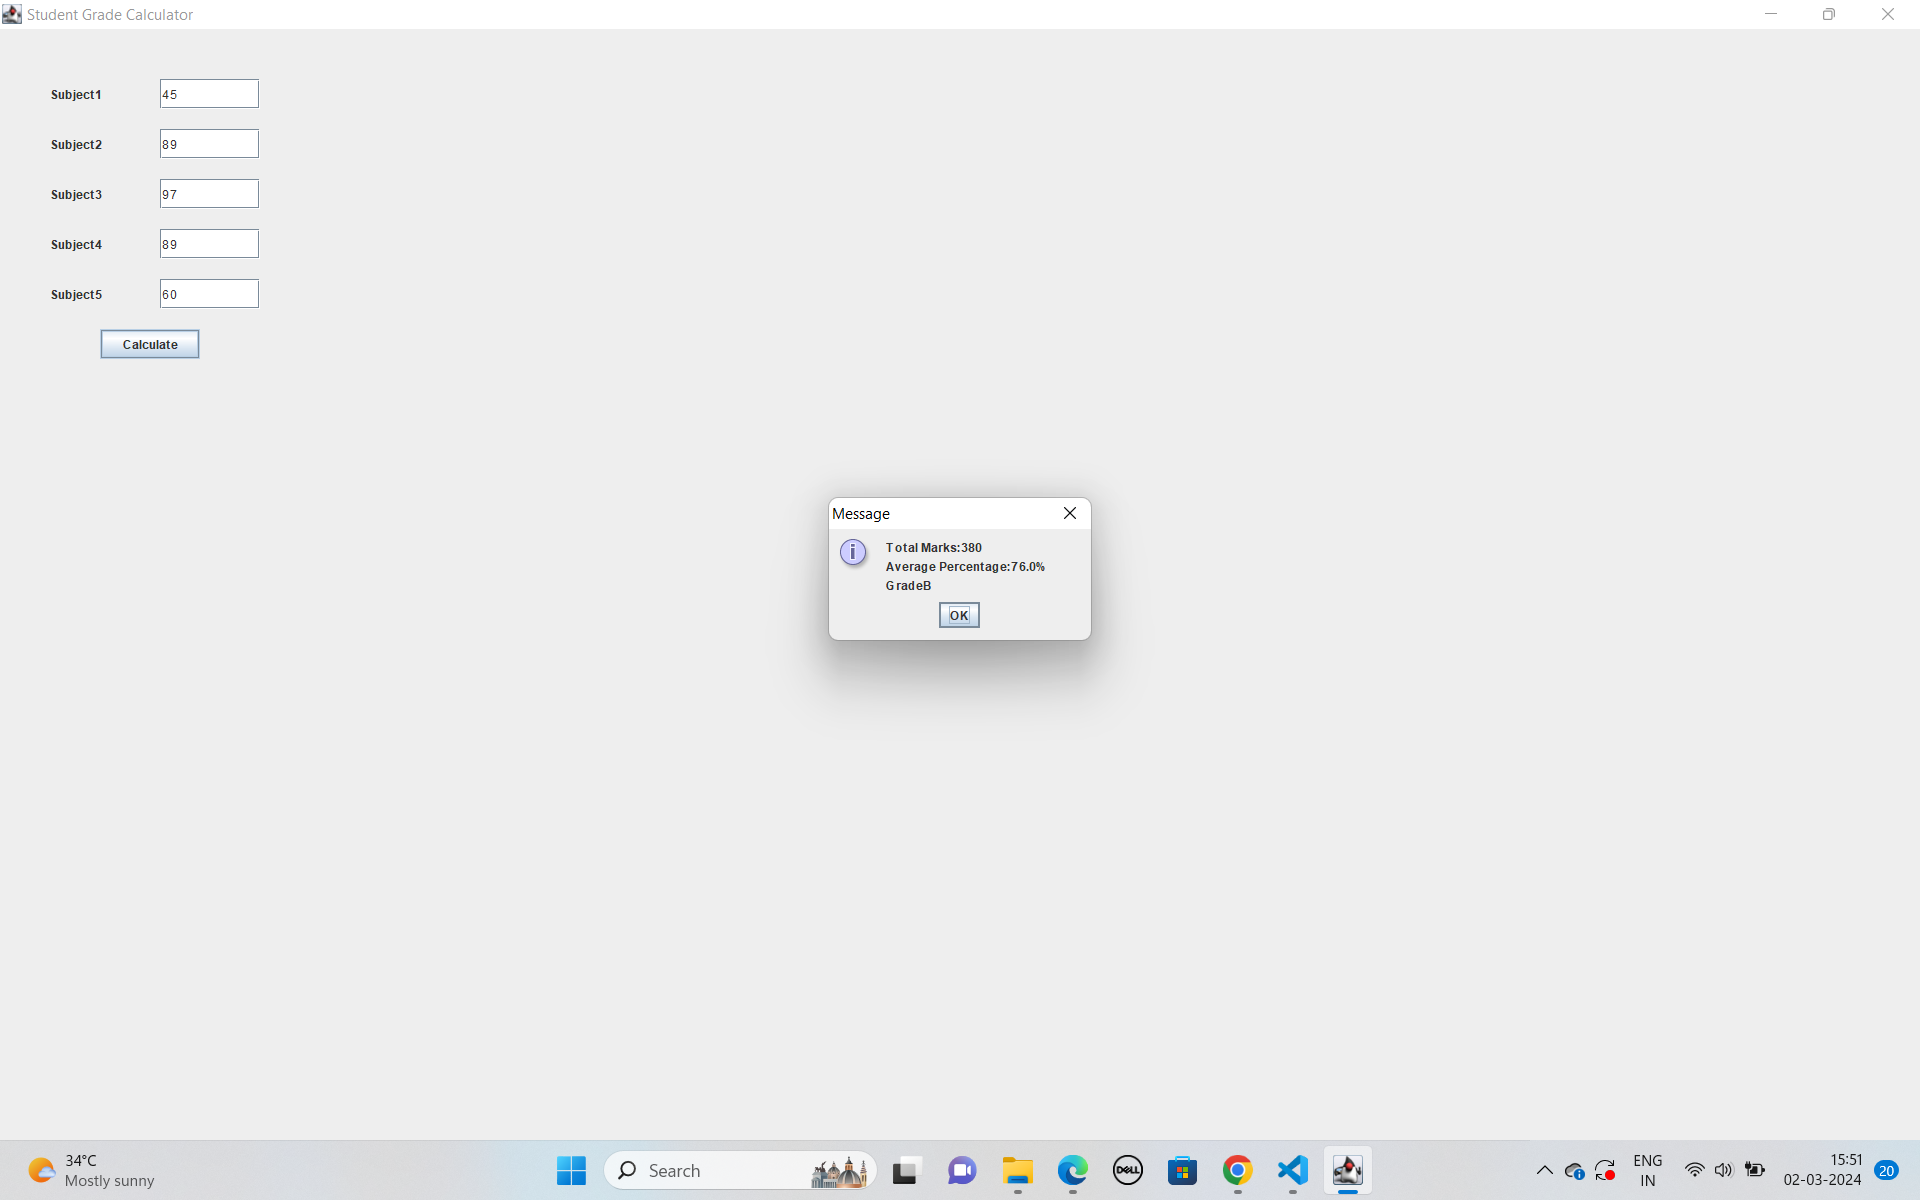 Student Grade Calculator
Subject1 45
Subject2 89
Subject3 97
Subject4 89
Subject5 60
Calculate
Message
Total Marks:380
Average Percentage:76.0%
GradeB
OK
34°C
Mostly sunny
Search
DELL
ENG
IN
15:51
02-03-2024
20